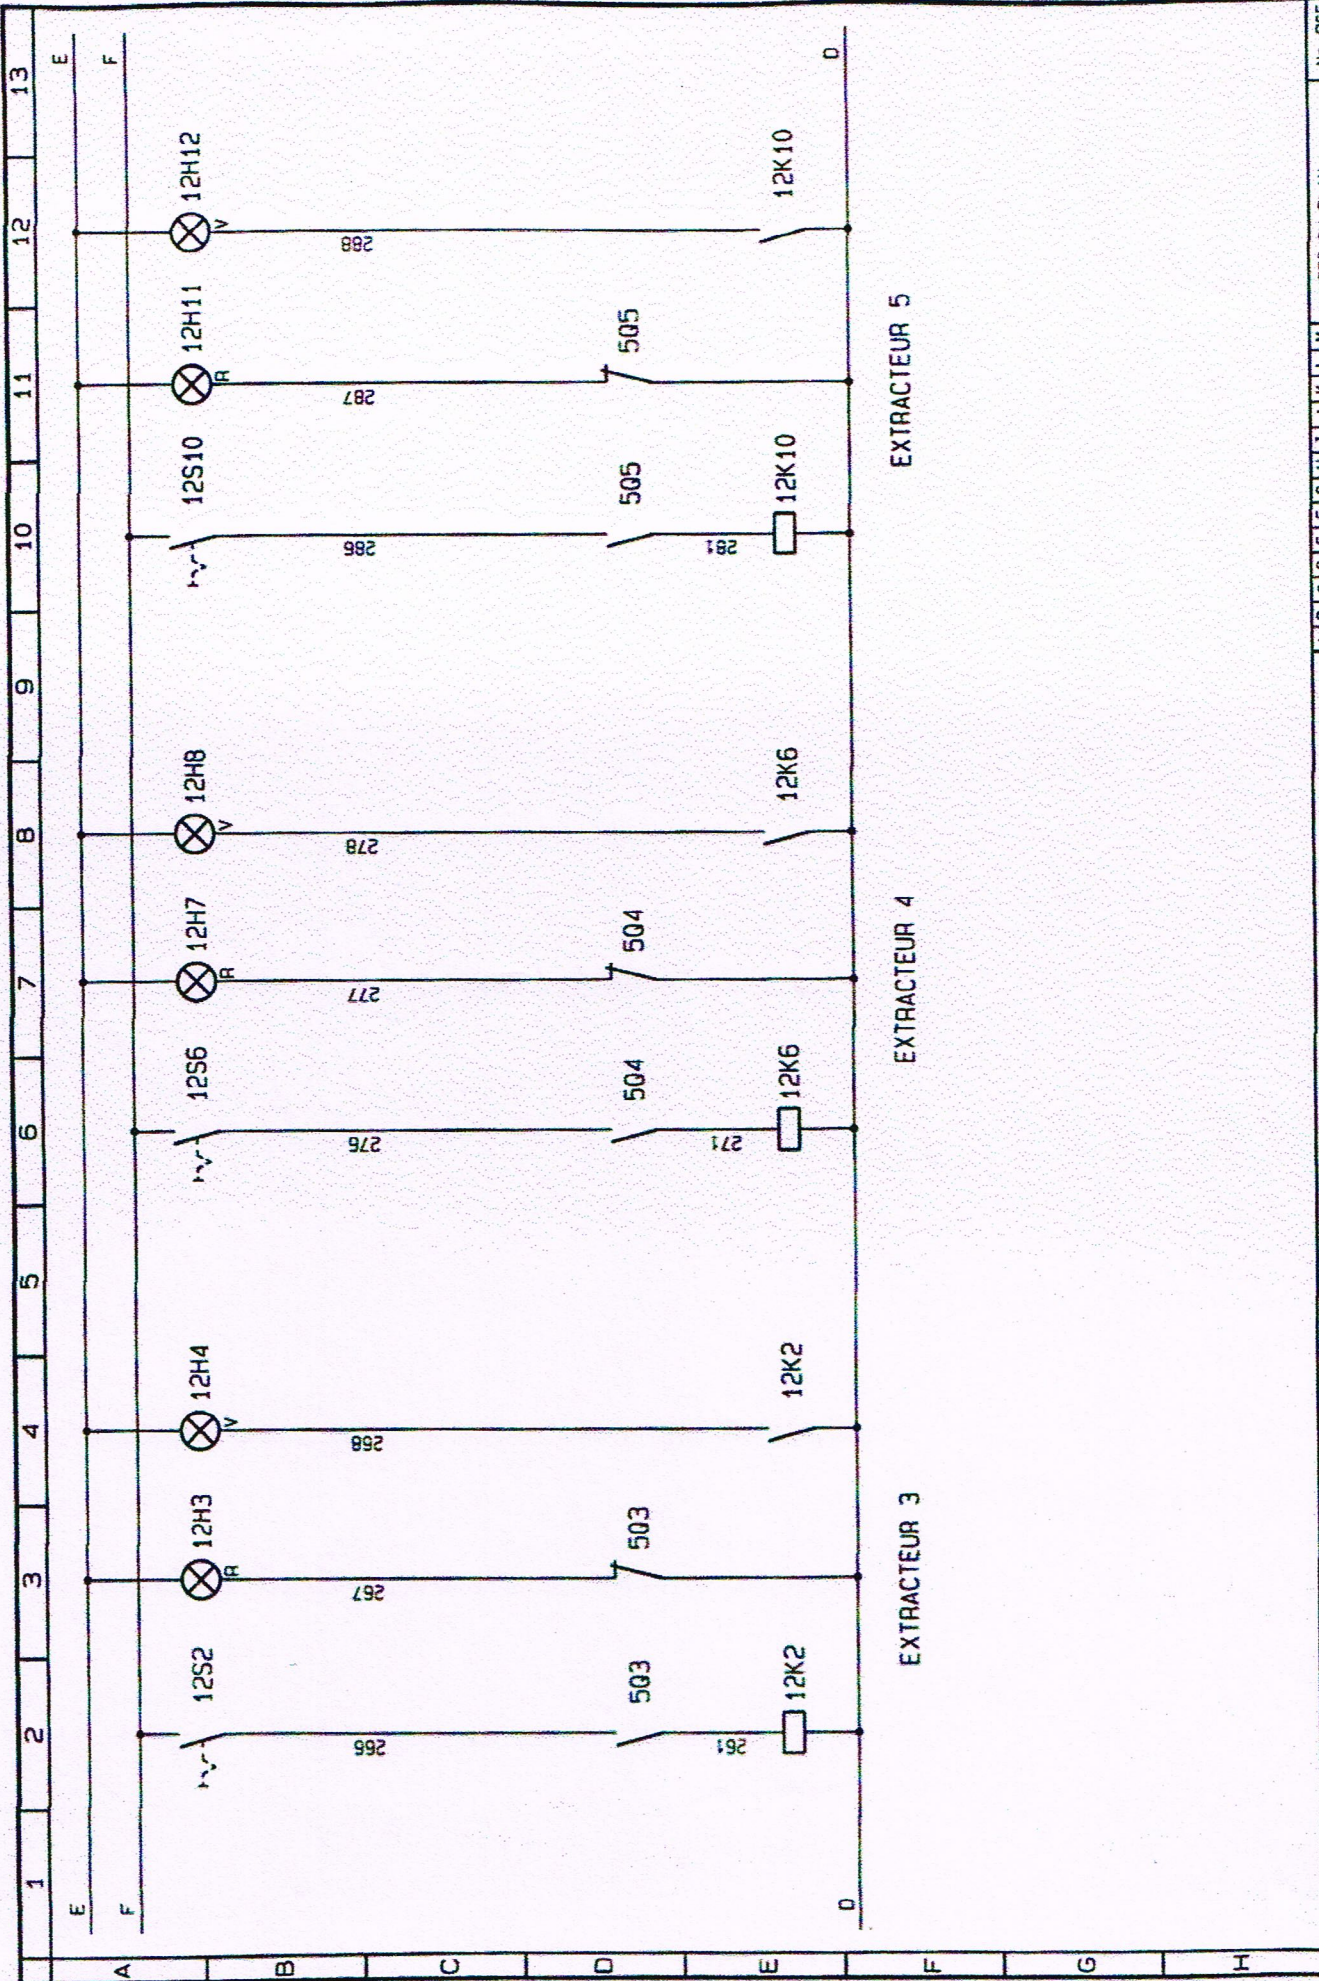 1 2 3 4 5 6 7 8 9 10 11 12 13
E E
F F
A
12S2 12H3 12H4 12S6 12H7 12H8 12S10 12H11 12H12
R V R V R V
B
266 267 268 276 277 278 286 287 288
C
D
5Q3 5Q3 5Q4 5Q4 5Q5 5Q5
261 271 281
E
12K2 12K2 12K6 12K6 12K10 12K10
D D
EXTRACTEUR 3 EXTRACTEUR 4 EXTRACTEUR 5
F
G
H